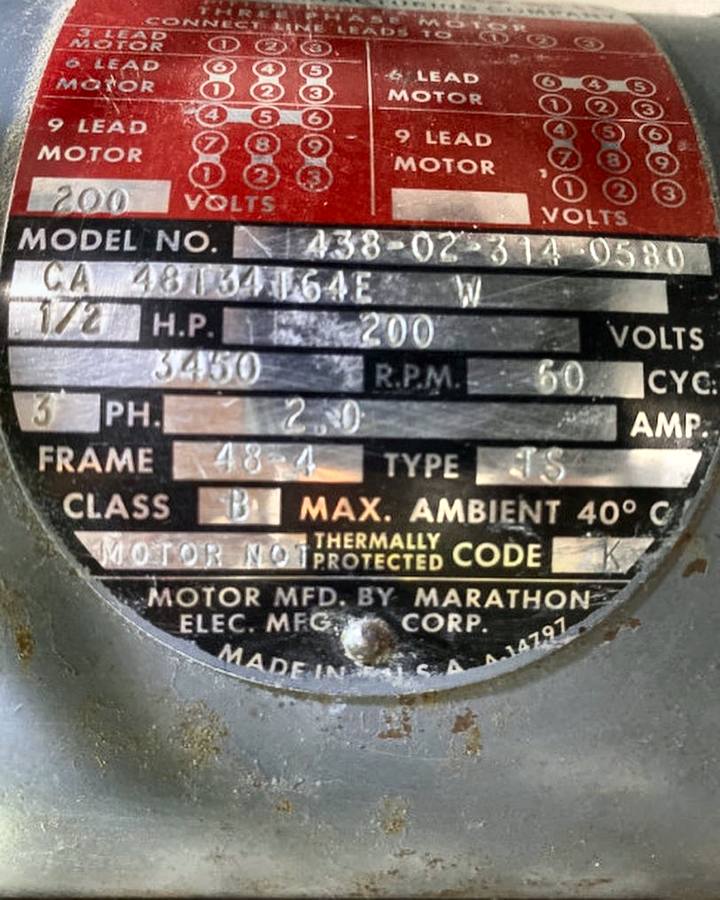 THREE PHASE MOTOR
CONNECT LINE LEADS TO 1 2 3
3 LEAD MOTOR 1 2 3
6 LEAD MOTOR
6 4 5
1 2 3
9 LEAD MOTOR
4 5 6
7 8 9
1 2 3
200 VOLTS
6 LEAD MOTOR
6 4 5
1 2 3
9 LEAD MOTOR
4 5 6
7 8 9
1 2 3
VOLTS
MODEL NO. 438-02-314-0580
CA 48T34T64E W
1/2 H.P. 200 VOLTS
3450 R.P.M. 60 CYC.
3 PH. 2.0 AMP.
FRAME 48-4 TYPE TS
CLASS B MAX. AMBIENT 40° C
MOTOR NOT THERMALLY PROTECTED CODE K
MOTOR MFD. BY MARATHON
ELEC. MFG. CORP.
MADE IN U.S.A. A-14797